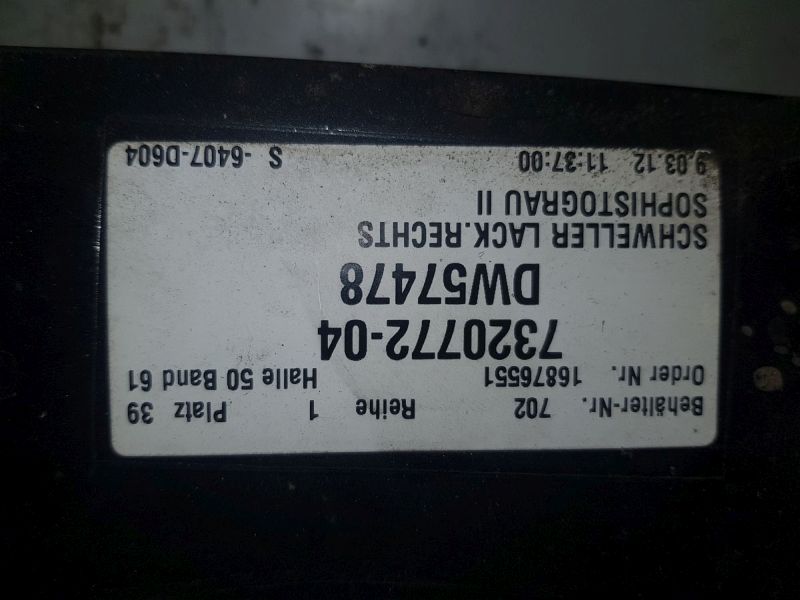 Behälter-Nr. 702 Reihe 1 Platz 39
Order Nr. 16876551 Halle 50 Band 61
7320772-04
DW57478
SCHWELLER LACK.RECHTS
SOPHISTOGRAU II
9.03.12 11:37:00 S -6407-D604